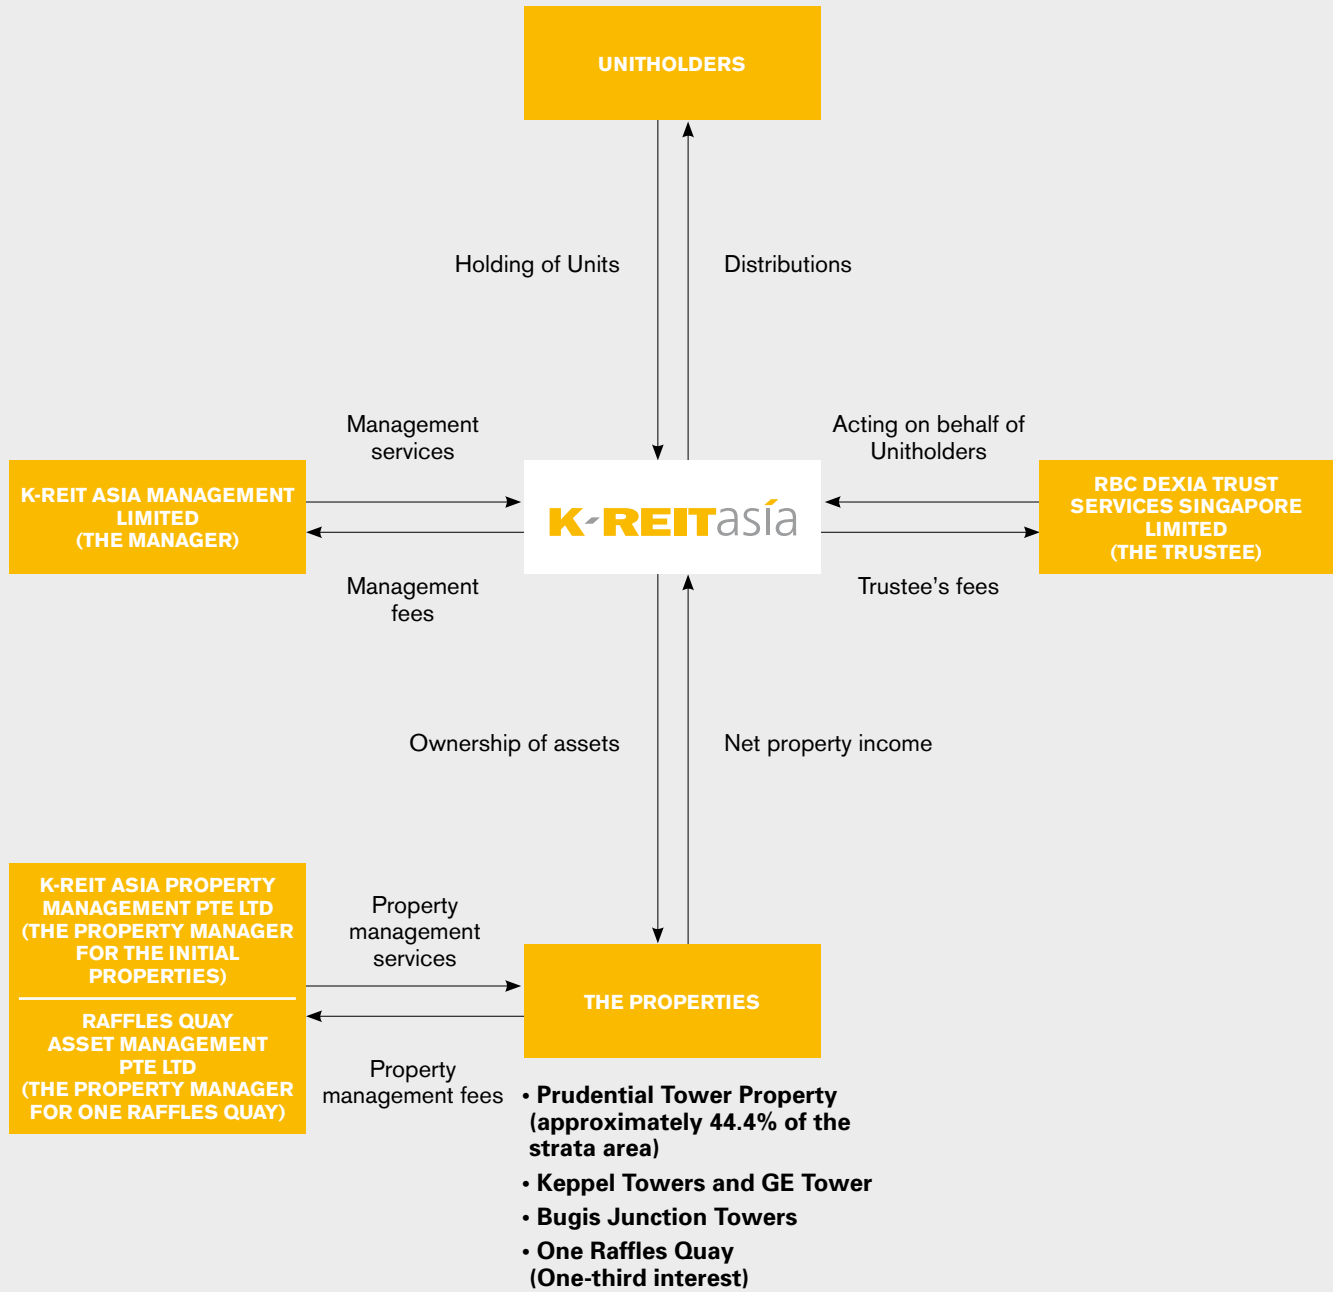 UNITHOLDERS
Holding of Units
Distributions
Management
services
Acting on behalf of
Unitholders
K-REIT ASIA MANAGEMENT
LIMITED
(THE MANAGER)
K-REITasia
RBC DEXIA TRUST
SERVICES SINGAPORE
LIMITED
(THE TRUSTEE)
Management
fees
Trustee's fees
Ownership of assets
Net property income
K-REIT ASIA PROPERTY
MANAGEMENT PTE LTD
(THE PROPERTY MANAGER
FOR THE INITIAL
PROPERTIES)
Property
management
services
THE PROPERTIES
RAFFLES QUAY
ASSET MANAGEMENT
PTE LTD
(THE PROPERTY MANAGER
FOR ONE RAFFLES QUAY)
Property
management fees
• Prudential Tower Property
(approximately 44.4% of the
strata area)
• Keppel Towers and GE Tower
• Bugis Junction Towers
• One Raffles Quay
(One-third interest)